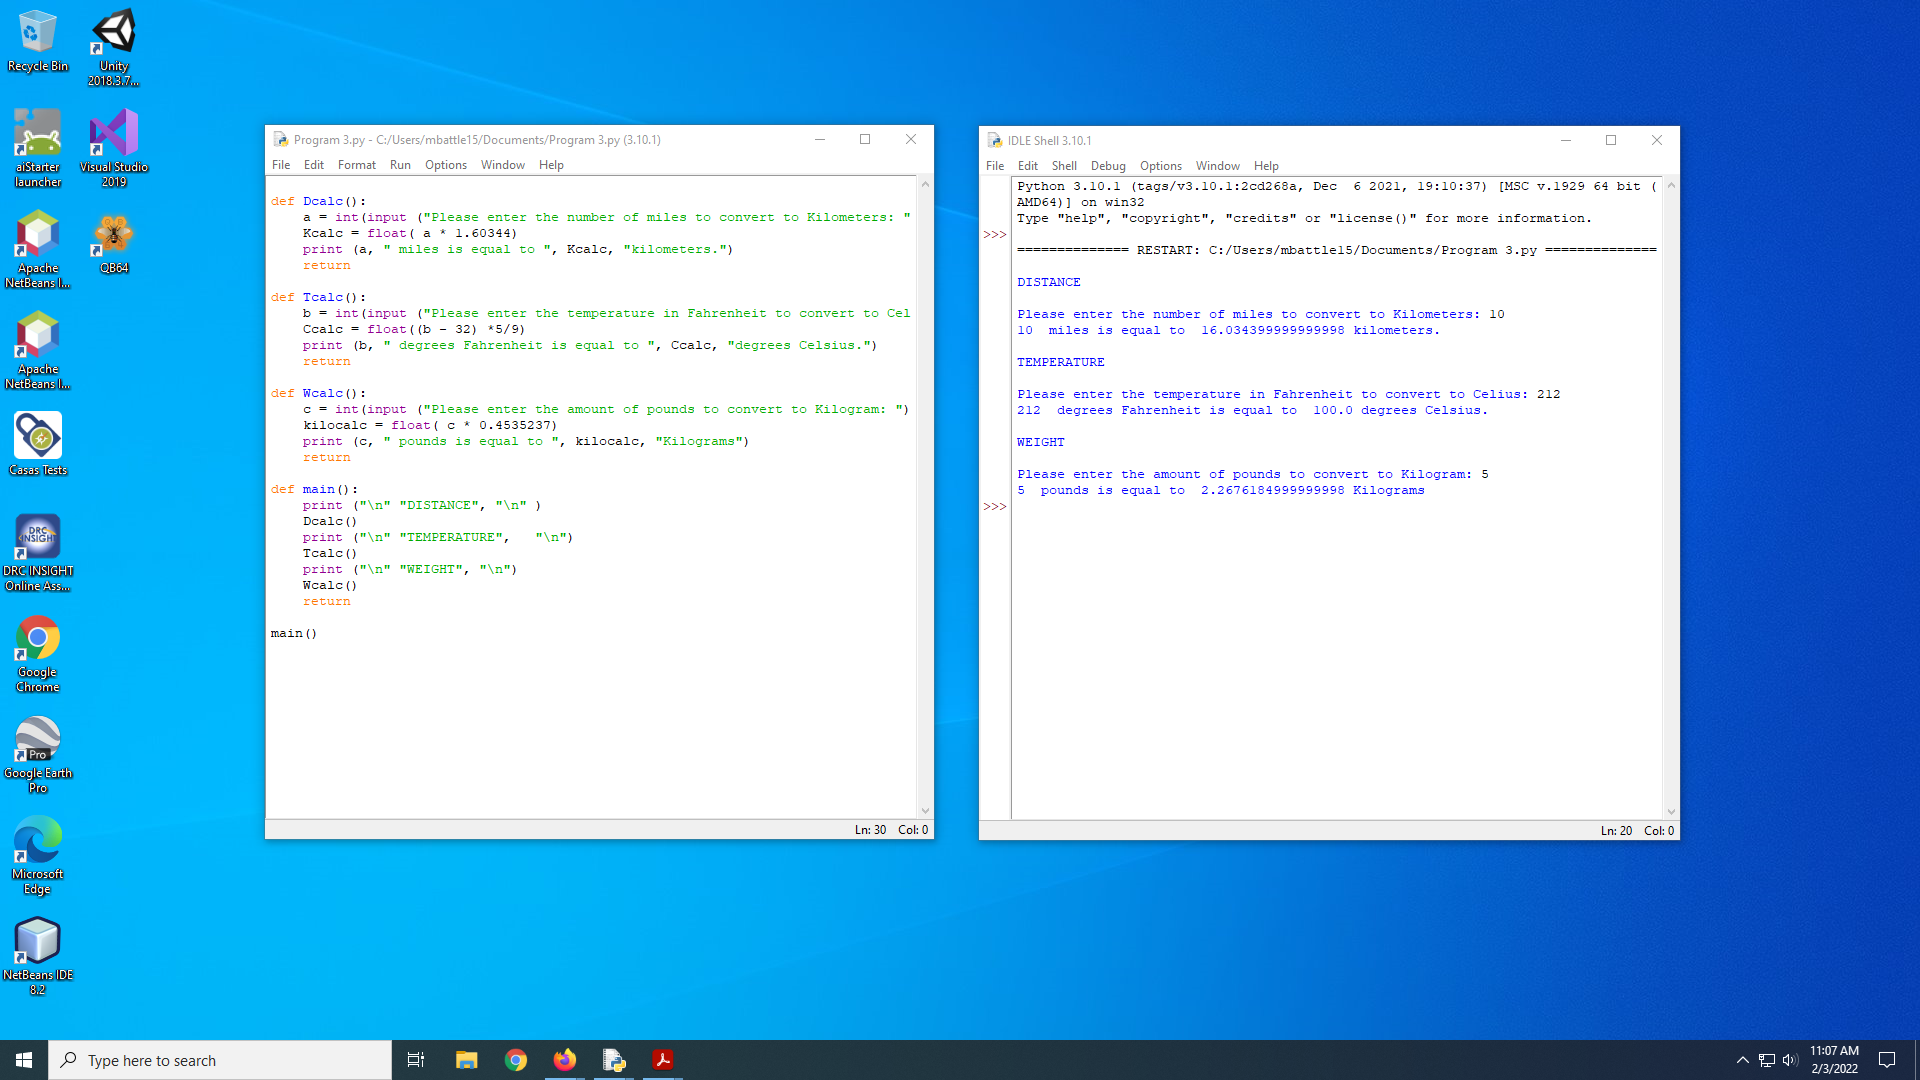 Recycle Bin
Unity
2018.3.7...
aiStarter
launcher
Visual Studio
2019
Apache
NetBeans I...
QB64
Apache
NetBeans I...
Casas Tests
DRC
INSIGHT
DRC INSIGHT
Online Ass...
Google
Chrome
Pro
Google Earth
Pro
Microsoft
Edge
NetBeans IDE
8.2
Program 3.py - C:/Users/mbattle15/Documents/Program 3.py (3.10.1)
File Edit Format Run Options Window Help
def Dcalc():
    a = int(input ("Please enter the number of miles to convert to Kilometers: "
    Kcalc = float( a * 1.60344)
    print (a, " miles is equal to ", Kcalc, "kilometers.")
    return
def Tcalc():
    b = int(input ("Please enter the temperature in Fahrenheit to convert to Cel
    Ccalc = float((b - 32) *5/9)
    print (b, " degrees Fahrenheit is equal to ", Ccalc, "degrees Celsius.")
    return
def Wcalc():
    c = int(input ("Please enter the amount of pounds to convert to Kilogram: ")
    kilocalc = float( c * 0.4535237)
    print (c, " pounds is equal to ", kilocalc, "Kilograms")
    return
def main():
    print ("\n" "DISTANCE", "\n" )
    Dcalc()
    print ("\n" "TEMPERATURE",   "\n")
    Tcalc()
    print ("\n" "WEIGHT", "\n")
    Wcalc()
    return
main()
Ln: 30 Col: 0
IDLE Shell 3.10.1
File Edit Shell Debug Options Window Help
Python 3.10.1 (tags/v3.10.1:2cd268a, Dec  6 2021, 19:10:37) [MSC v.1929 64 bit (
AMD64)] on win32
Type "help", "copyright", "credits" or "license()" for more information.
>>>
============== RESTART: C:/Users/mbattle15/Documents/Program 3.py ==============
DISTANCE
Please enter the number of miles to convert to Kilometers: 10
10  miles is equal to  16.034399999999998 kilometers.
TEMPERATURE
Please enter the temperature in Fahrenheit to convert to Celius: 212
212  degrees Fahrenheit is equal to  100.0 degrees Celsius.
WEIGHT
Please enter the amount of pounds to convert to Kilogram: 5
5  pounds is equal to  2.2676184999999998 Kilograms
>>>
Ln: 20 Col: 0
Type here to search
11:07 AM
2/3/2022